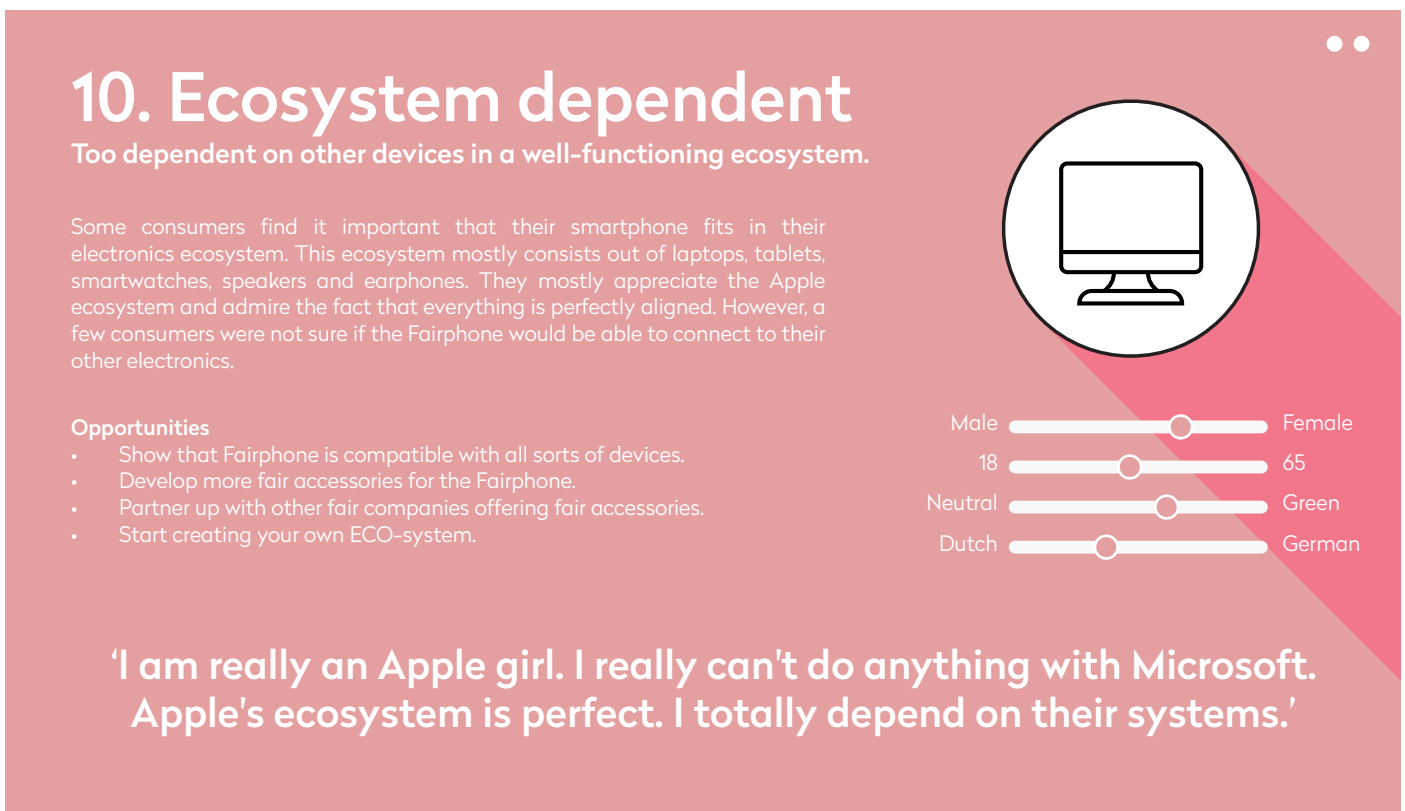 10. Ecosystem dependent
Too dependent on other devices in a well-functioning ecosystem.
Some consumers find it important that their smartphone fits in their
electronics ecosystem. This ecosystem mostly consists out of laptops, tablets,
smartwatches, speakers and earphones. They mostly appreciate the Apple
ecosystem and admire the fact that everything is perfectly aligned. However, a
few consumers were not sure if the Fairphone would be able to connect to their
other electronics.
Opportunities
• Show that Fairphone is compatible with all sorts of devices.
• Develop more fair accessories for the Fairphone.
• Partner up with other fair companies offering fair accessories.
• Start creating your own ECO-system.
Male Female
18 65
Neutral Green
Dutch German
‘I am really an Apple girl. I really can't do anything with Microsoft.
Apple's ecosystem is perfect. I totally depend on their systems.’